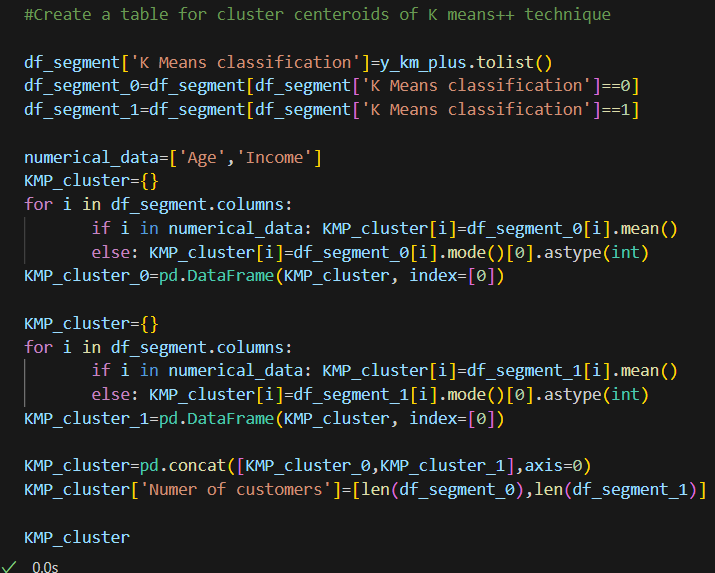 #Create a table for cluster centeroids of K means++ technique
df_segment['K Means classification']=y_km_plus.tolist()
df_segment_0=df_segment[df_segment['K Means classification']==0]
df_segment_1=df_segment[df_segment['K Means classification']==1]
numerical_data=['Age','Income']
KMP_cluster={}
for i in df_segment.columns:
        if i in numerical_data: KMP_cluster[i]=df_segment_0[i].mean()
        else: KMP_cluster[i]=df_segment_0[i].mode()[0].astype(int)
KMP_cluster_0=pd.DataFrame(KMP_cluster, index=[0])
KMP_cluster={}
for i in df_segment.columns:
        if i in numerical_data: KMP_cluster[i]=df_segment_1[i].mean()
        else: KMP_cluster[i]=df_segment_1[i].mode()[0].astype(int)
KMP_cluster_1=pd.DataFrame(KMP_cluster, index=[0])
KMP_cluster=pd.concat([KMP_cluster_0,KMP_cluster_1],axis=0)
KMP_cluster['Numer of customers']=[len(df_segment_0),len(df_segment_1)]
KMP_cluster
0.0s